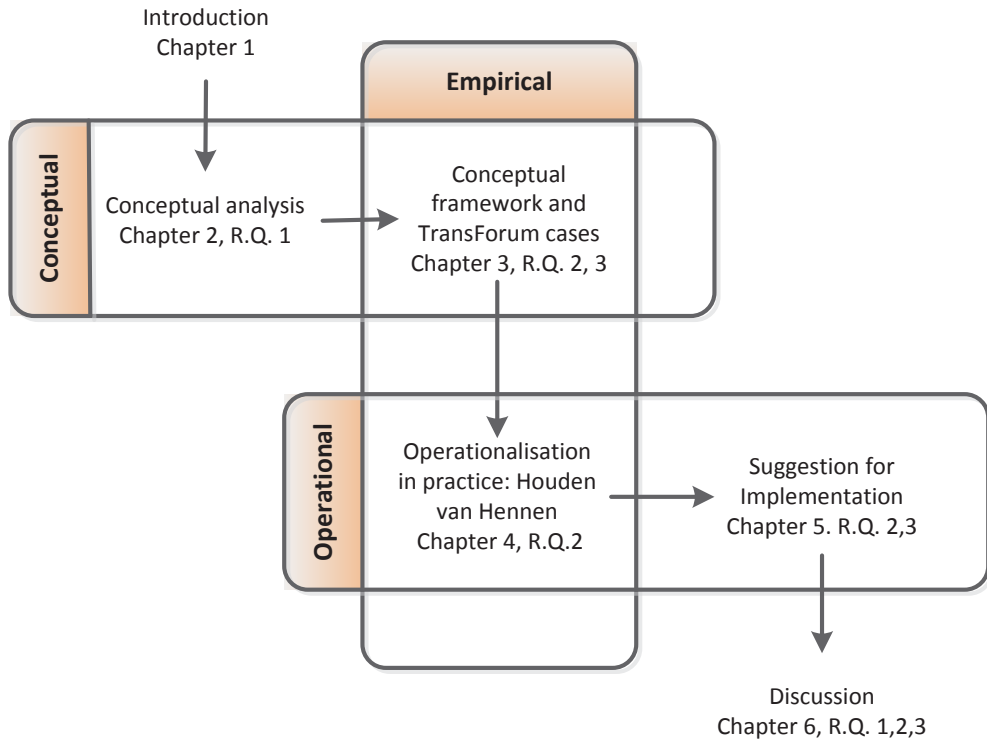 Introduction
Chapter 1
Empirical
Conceptual
Conceptual analysis
Chapter 2, R.Q. 1
Conceptual
framework and
TransForum cases
Chapter 3, R.Q. 2, 3
Operational
Operationalisation
in practice: Houden
van Hennen
Chapter 4, R.Q.2
Suggestion for
Implementation
Chapter 5. R.Q. 2,3
Discussion
Chapter 6, R.Q. 1,2,3